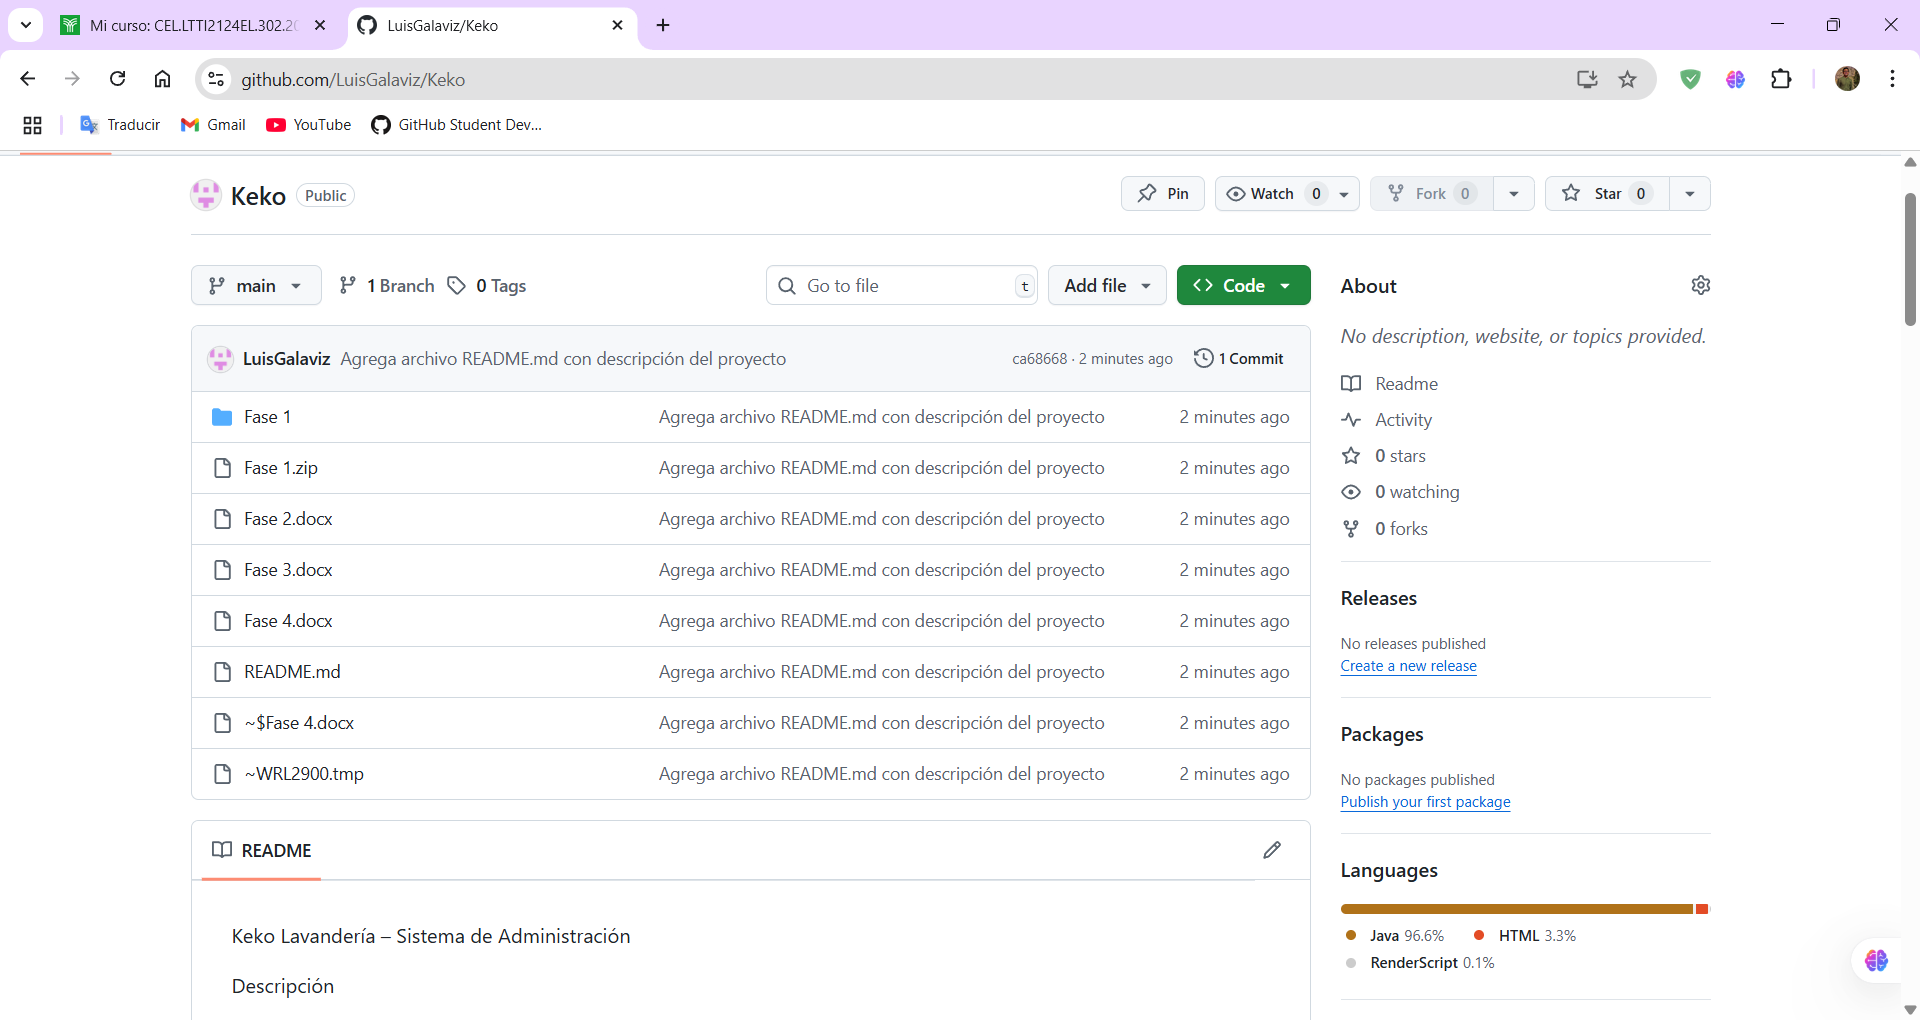 Mi curso: CEL.LTTI2124EL.302.20
LuisGalaviz/Keko
github.com/LuisGalaviz/Keko
Traducir
Gmail
YouTube
GitHub Student Dev...
Keko Public
Pin
Watch 0
Fork 0
Star 0
main
1 Branch
0 Tags
Go to file t
Add file
Code
LuisGalaviz Agrega archivo README.md con descripción del proyecto ca68668 · 2 minutes ago 1 Commit
Fase 1 Agrega archivo README.md con descripción del proyecto 2 minutes ago
Fase 1.zip Agrega archivo README.md con descripción del proyecto 2 minutes ago
Fase 2.docx Agrega archivo README.md con descripción del proyecto 2 minutes ago
Fase 3.docx Agrega archivo README.md con descripción del proyecto 2 minutes ago
Fase 4.docx Agrega archivo README.md con descripción del proyecto 2 minutes ago
README.md Agrega archivo README.md con descripción del proyecto 2 minutes ago
~$Fase 4.docx Agrega archivo README.md con descripción del proyecto 2 minutes ago
~WRL2900.tmp Agrega archivo README.md con descripción del proyecto 2 minutes ago
README
Keko Lavandería – Sistema de Administración
Descripción
About
No description, website, or topics provided.
Readme
Activity
0 stars
0 watching
0 forks
Releases
No releases published
Create a new release
Packages
No packages published
Publish your first package
Languages
Java 96.6% HTML 3.3%
RenderScript 0.1%